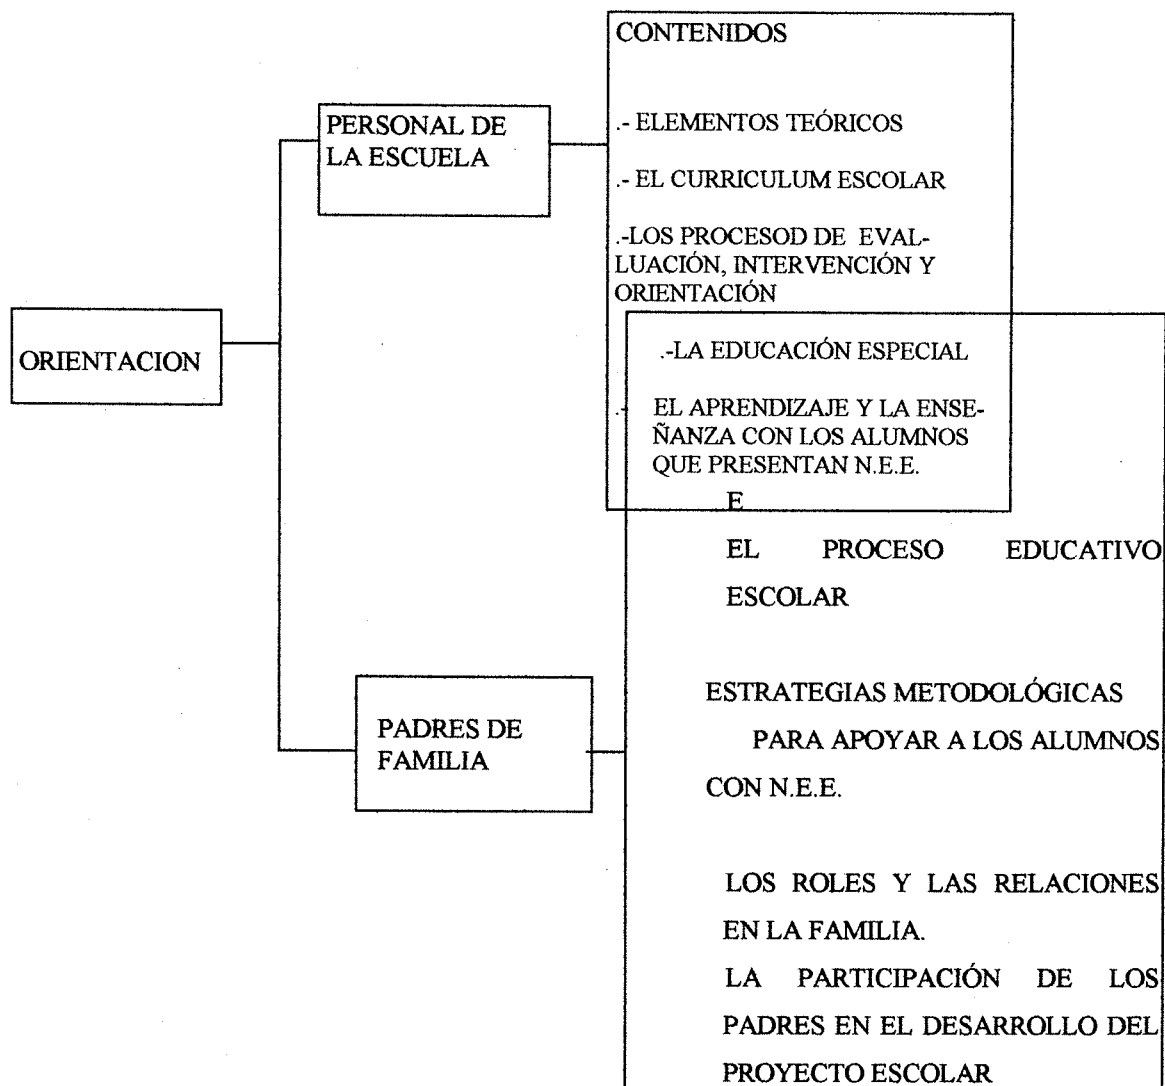 CONTENIDOS
PERSONAL DE
LA ESCUELA
.- ELEMENTOS TEÓRICOS
.- EL CURRICULUM ESCOLAR
.-LOS PROCESOD DE EVAL-
LUACIÓN, INTERVENCIÓN Y
ORIENTACIÓN
ORIENTACION
.-LA EDUCACIÓN ESPECIAL
.- EL APRENDIZAJE Y LA ENSE-
ÑANZA CON LOS ALUMNOS
QUE PRESENTAN N.E.E.
E
EL PROCESO EDUCATIVO
ESCOLAR
PADRES DE
FAMILIA
ESTRATEGIAS METODOLÓGICAS
PARA APOYAR A LOS ALUMNOS
CON N.E.E.
LOS ROLES Y LAS RELACIONES
EN LA FAMILIA.
LA PARTICIPACIÓN DE LOS
PADRES EN EL DESARROLLO DEL
PROYECTO ESCOLAR